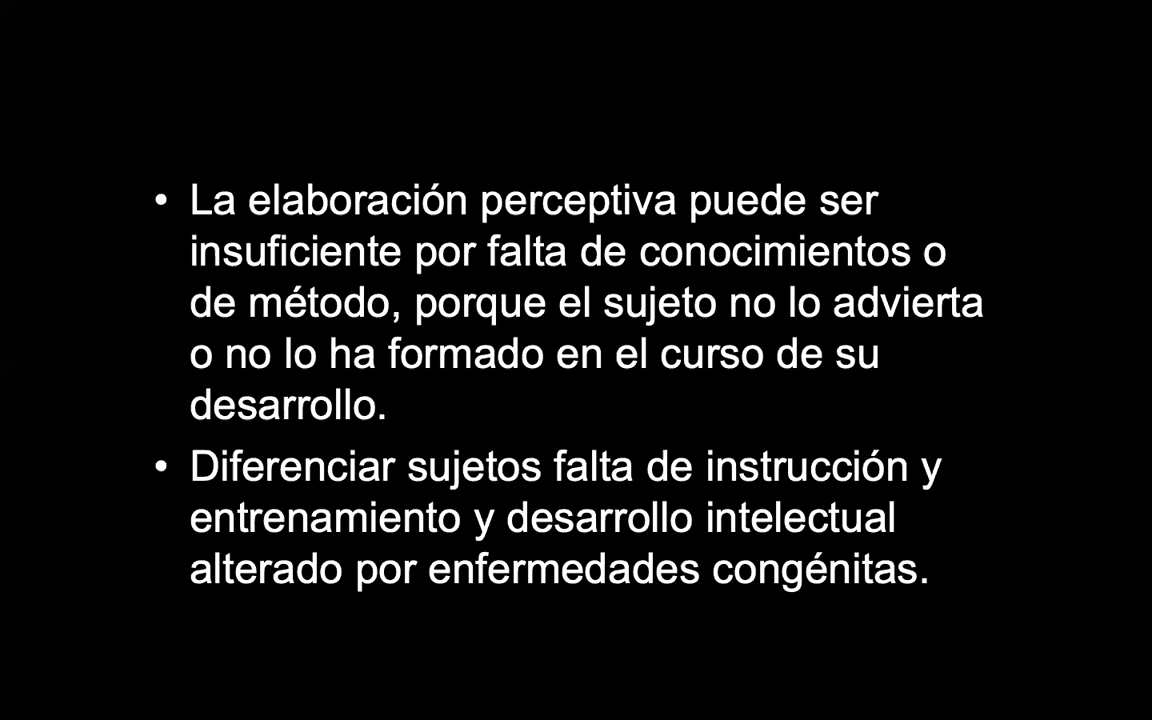 • La elaboración perceptiva puede ser
insuficiente por falta de conocimientos o
de método, porque el sujeto no lo advierta
o no lo ha formado en el curso de su
desarrollo.
• Diferenciar sujetos falta de instrucción y
entrenamiento y desarrollo intelectual
alterado por enfermedades congénitas.